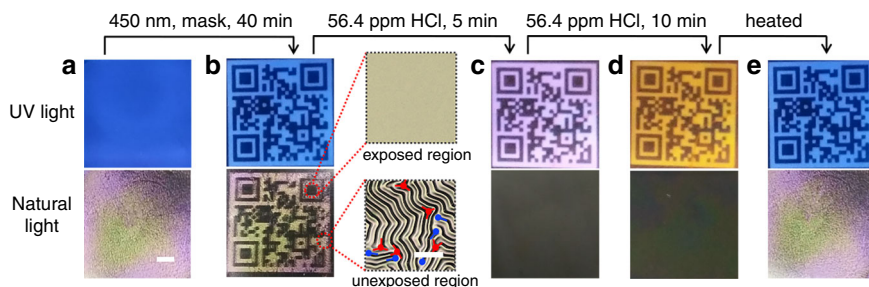 450 nm, mask, 40 min
56.4 ppm HCl, 5 min
56.4 ppm HCl, 10 min
heated
a
b
c
d
e
UV light
exposed region
Natural
light
unexposed region